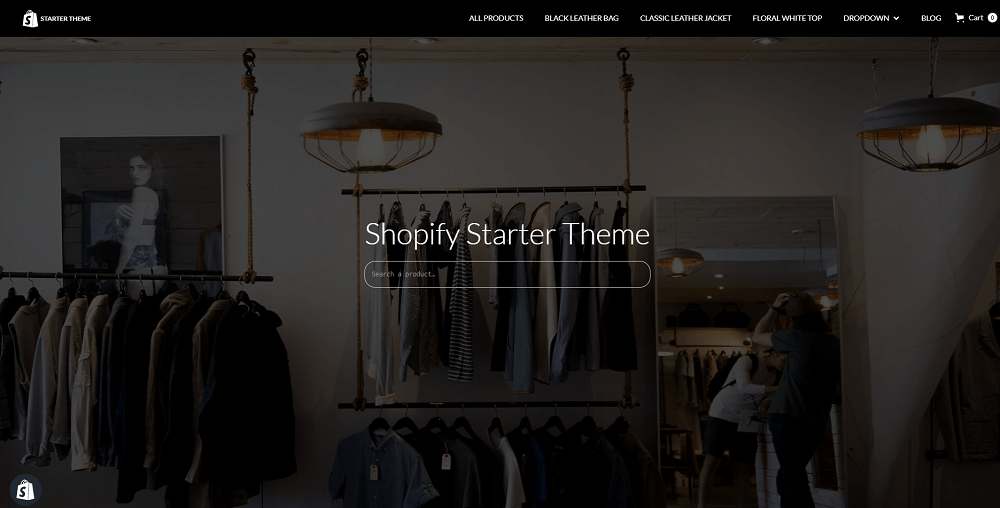 STARTER THEME
ALL PRODUCTS
BLACK LEATHER BAG
CLASSIC LEATHER JACKET
FLORAL WHITE TOP
DROPDOWN
BLOG
Cart 0
Shopify Starter Theme
Search a product…